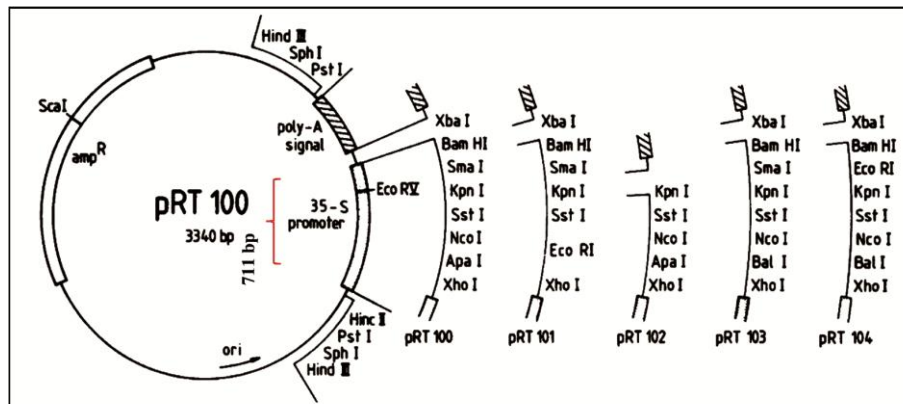 Hind III
Sph I
Pst I
ScaI
amp R
poly-A
signal
Eco RV
pRT 100
3340 bp
711 bp
35-S
promoter
ori
Hinc II
Pst I
Sph I
Hind III
Xba I
Bam HI
Sma I
Kpn I
Sst I
Nco I
Apa I
Xho I
pRT 100
Xba I
Bam HI
Sma I
Kpn I
Sst I
Eco RI
Xho I
pRT 101
Kpn I
Sst I
Nco I
Apa I
Xho I
pRT 102
Xba I
Bam HI
Sma I
Kpn I
Sst I
Nco I
Bal I
Xho I
pRT 103
Xba I
Bam HI
Eco RI
Kpn I
Sst I
Nco I
Bal I
Xho I
pRT 104